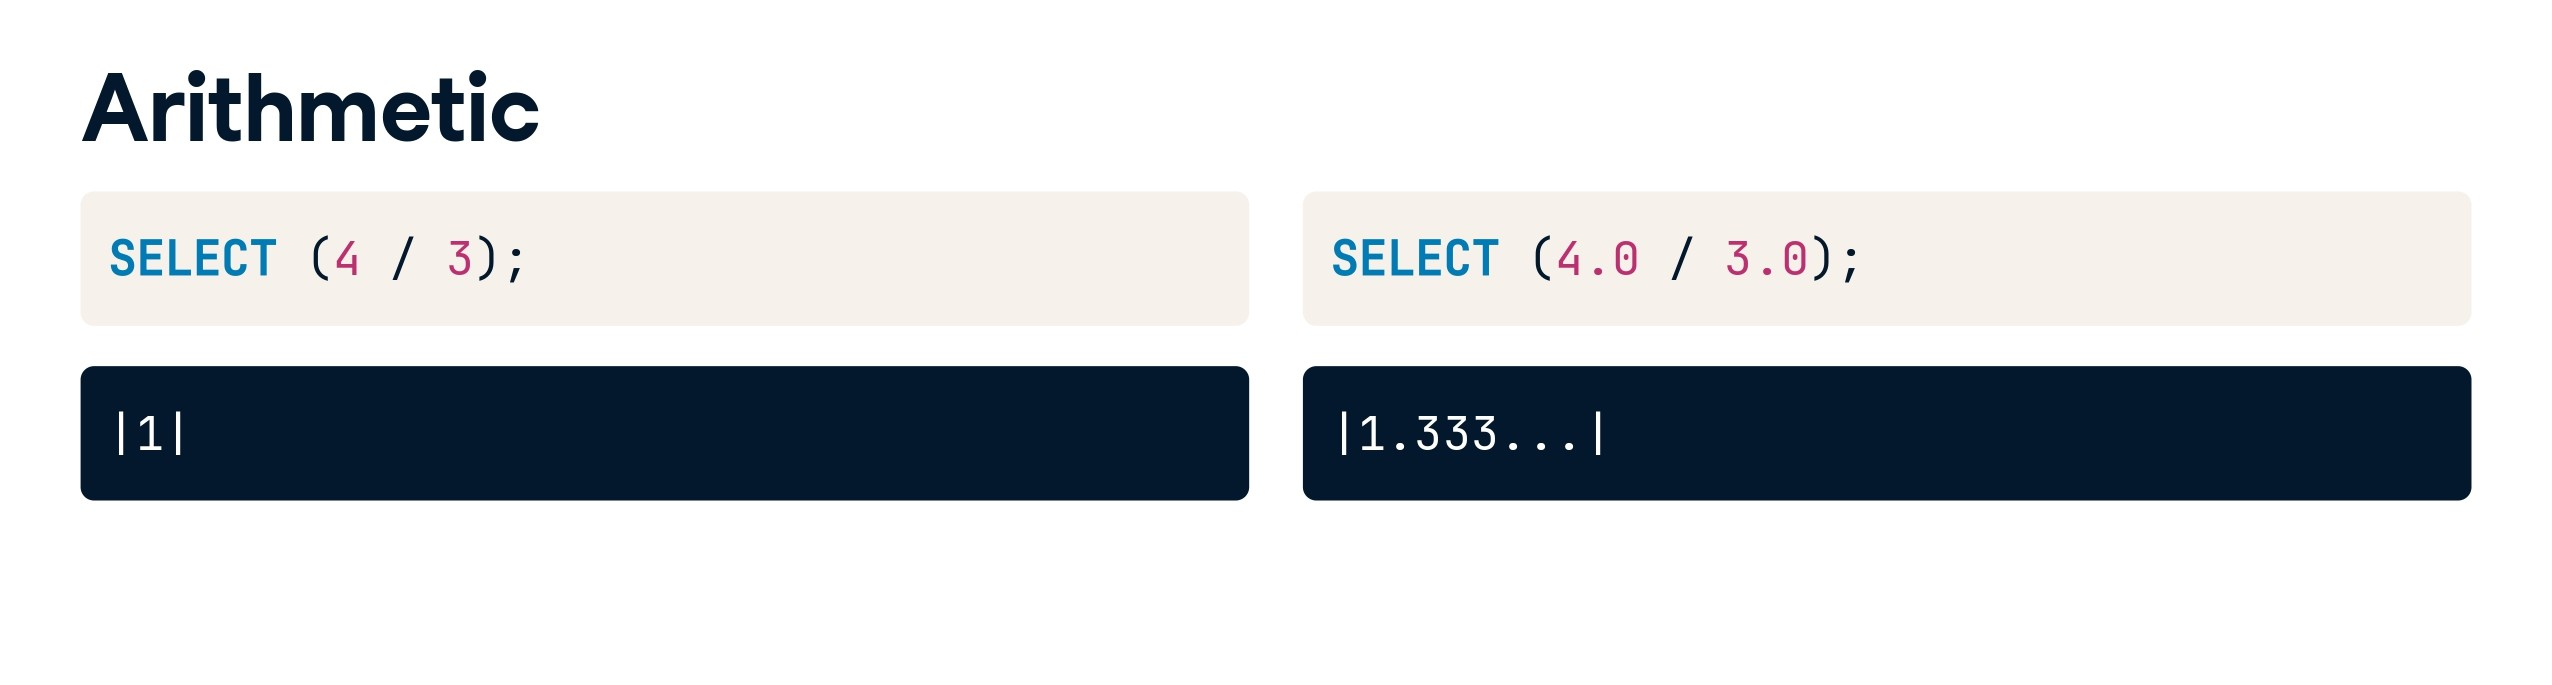 Arithmetic
SELECT (4 / 3);
SELECT (4.0 / 3.0);
|1|
|1.333...|